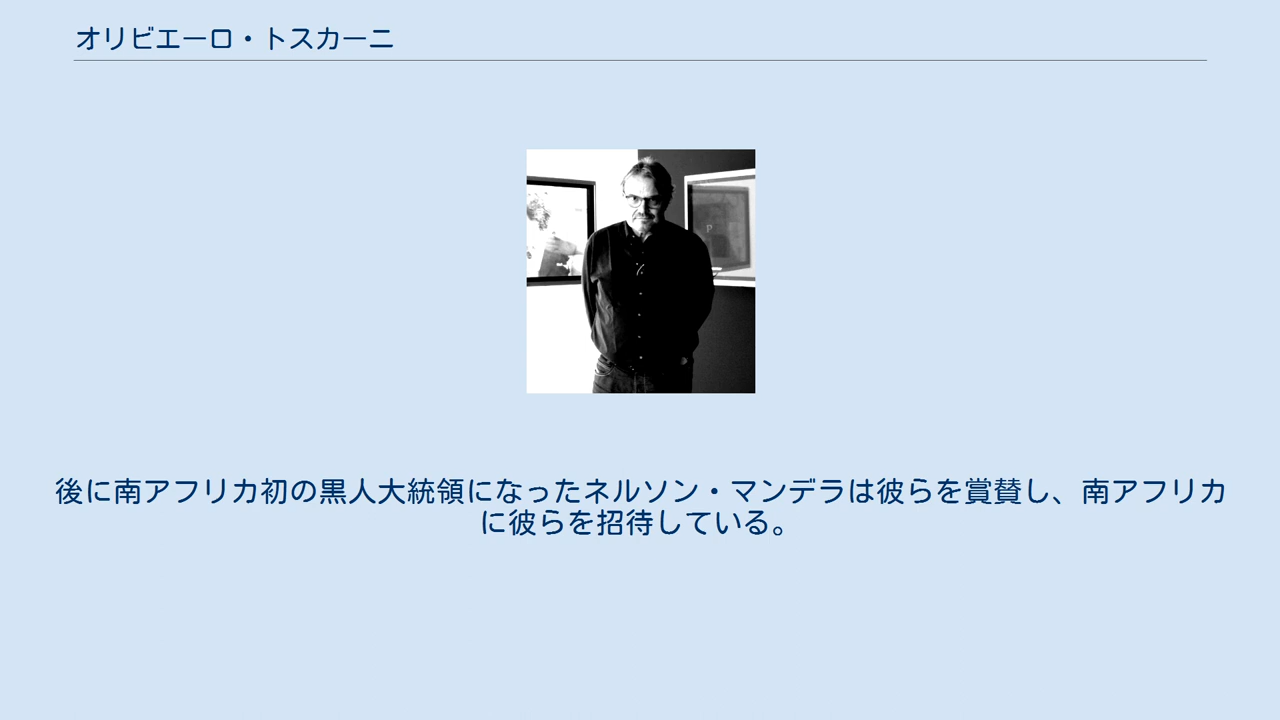 オリビエーロ・トスカーニ
後に南アフリカ初の黒人大統領になったネルソン・マンデラは彼らを賞賛し、南アフリカ
に彼らを招待している。